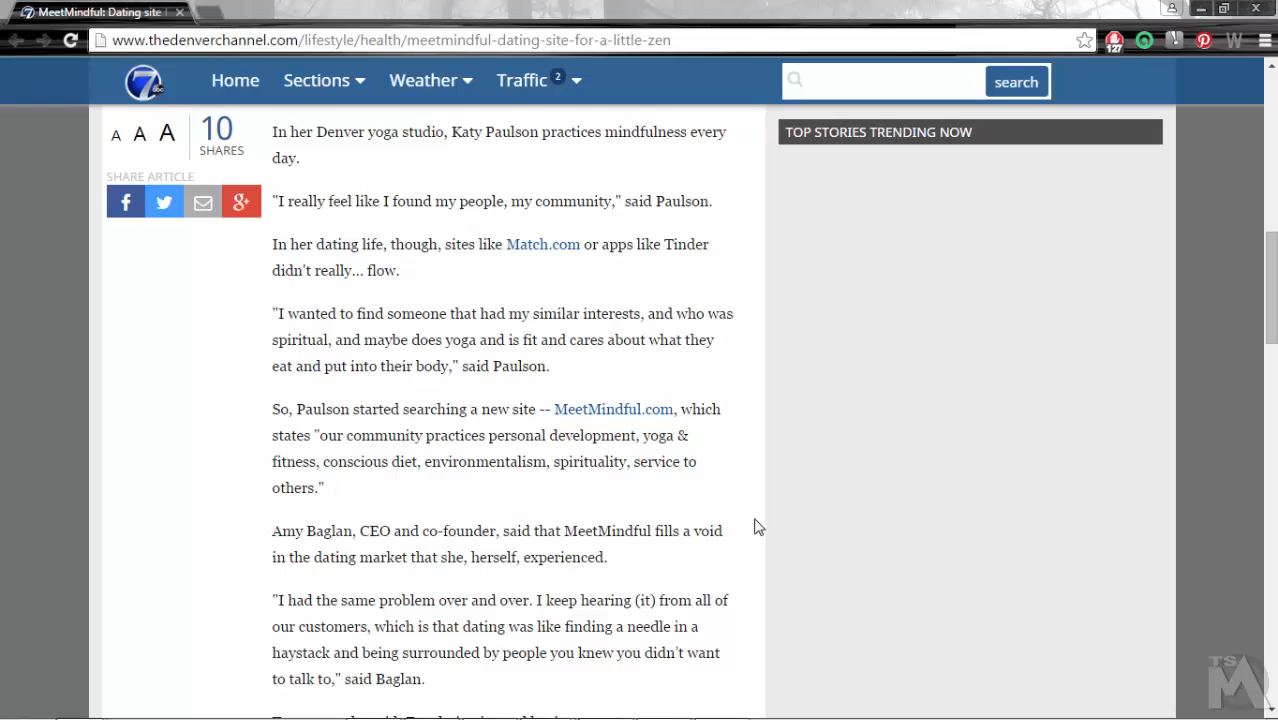 MeetMindful: Dating site
www.thedenverchannel.com/lifestyle/health/meetmindful-dating-site-for-a-little-zen
127
7 Home Sections Weather Traffic 2 search
A A A 10
SHARES
SHARE ARTICLE
In her Denver yoga studio, Katy Paulson practices mindfulness every
day.
"I really feel like I found my people, my community," said Paulson.
In her dating life, though, sites like Match.com or apps like Tinder
didn't really... flow.
"I wanted to find someone that had my similar interests, and who was
spiritual, and maybe does yoga and is fit and cares about what they
eat and put into their body," said Paulson.
So, Paulson started searching a new site -- MeetMindful.com, which
states "our community practices personal development, yoga &
fitness, conscious diet, environmentalism, spirituality, service to
others."
Amy Baglan, CEO and co-founder, said that MeetMindful fills a void
in the dating market that she, herself, experienced.
"I had the same problem over and over. I keep hearing (it) from all of
our customers, which is that dating was like finding a needle in a
haystack and being surrounded by people you knew you didn't want
to talk to," said Baglan.
TOP STORIES TRENDING NOW
TS
M